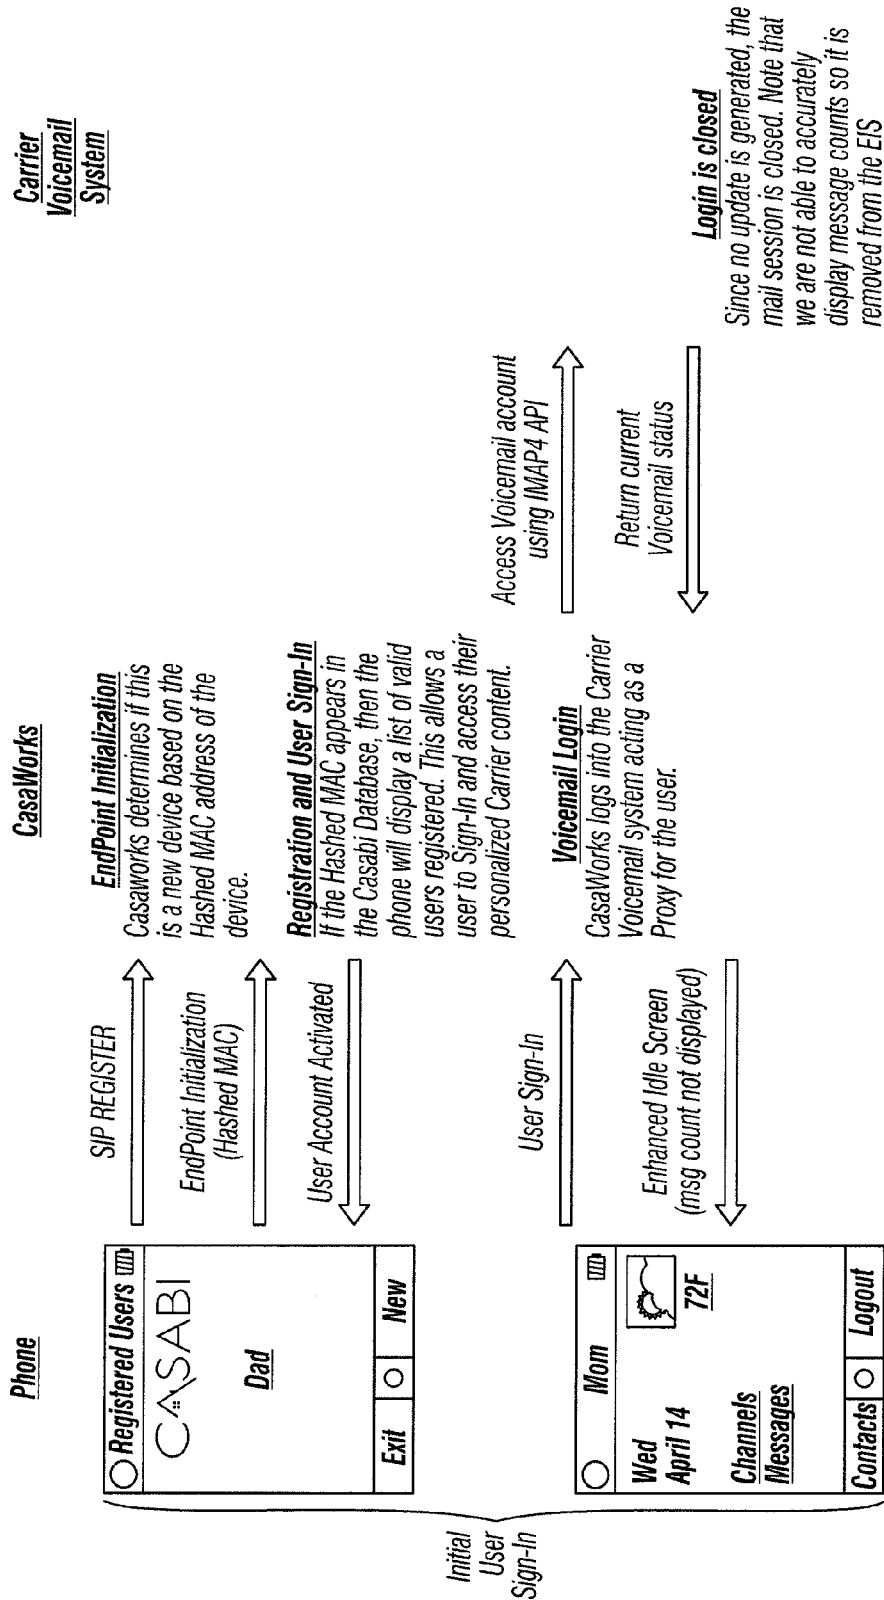 Phone
CasaWorks
Carrier
Voicemail
System
Initial
User
Sign-In
Registered Users
CASABI
Dad
Exit
New
SIP REGISTER
EndPoint Initialization
(Hashed MAC)
User Account Activated
EndPoint Initialization
Casaworks determines if this
is a new device based on the
Hashed MAC address of the
device.
Registration and User Sign-In
If the Hashed MAC appears in
the Casabi Database, then the
phone will display a list of valid
users registered. This allows a
user to Sign-In and access their
personalized Carrier content.
Mom
Wed
April 14
72F
Channels
Messages
Contacts
Logout
User Sign-In
Enhanced Idle Screen
(msg count not displayed)
Voicemail Login
CasaWorks logs into the Carrier
Voicemail system acting as a
Proxy for the user.
Access Voicemail account
using IMAP4 API
Return current
Voicemail status
Login is closed
Since no update is generated, the
mail session is closed. Note that
we are not able to accurately
display message counts so it is
removed from the EIS